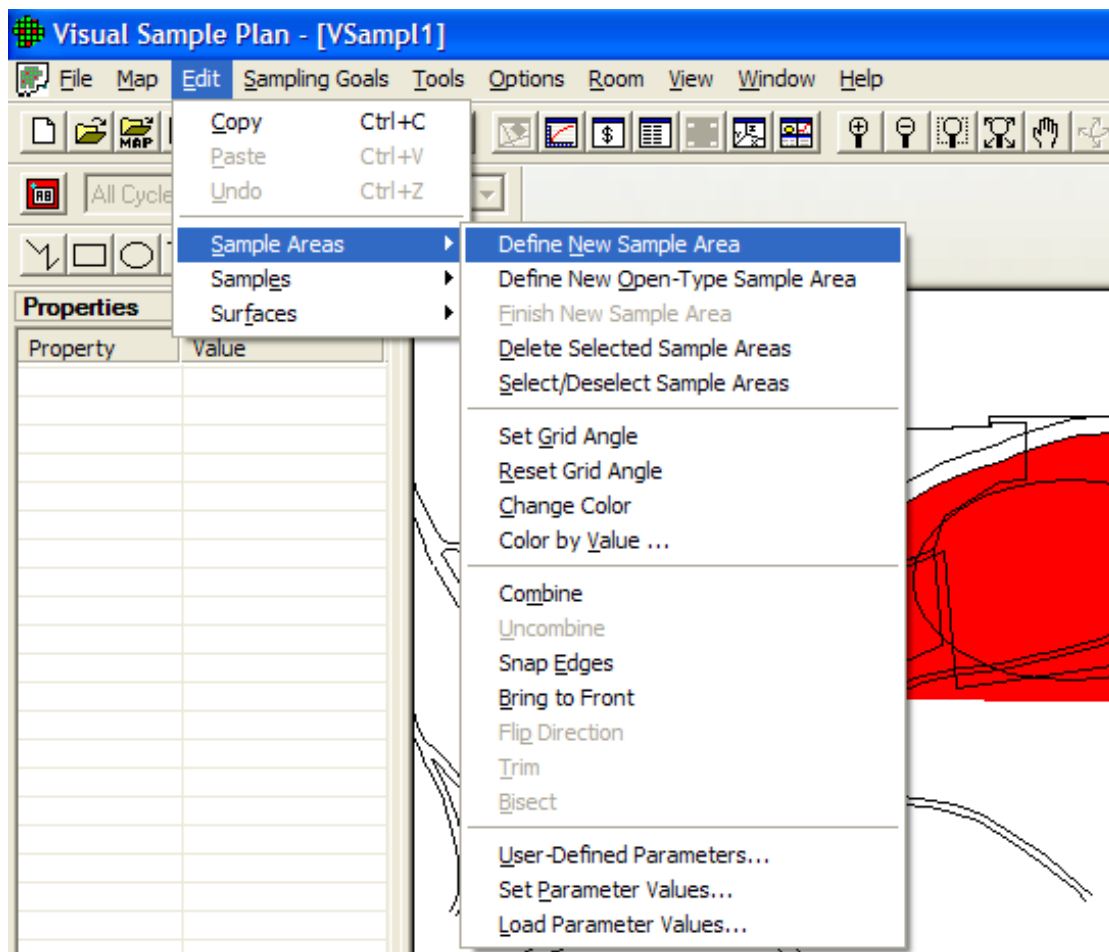 Visual Sample Plan - [VSampl1]
File Map Edit Sampling Goals Tools Options Room View Window Help
MAP $
AB All Cycle
Copy Ctrl+C
Paste Ctrl+V
Undo Ctrl+Z
Sample Areas
Samples
Surfaces
Define New Sample Area
Define New Open-Type Sample Area
Finish New Sample Area
Delete Selected Sample Areas
Select/Deselect Sample Areas
Set Grid Angle
Reset Grid Angle
Change Color
Color by Value ...
Combine
Uncombine
Snap Edges
Bring to Front
Flip Direction
Trim
Bisect
User-Defined Parameters...
Set Parameter Values...
Load Parameter Values...
Properties
Property Value